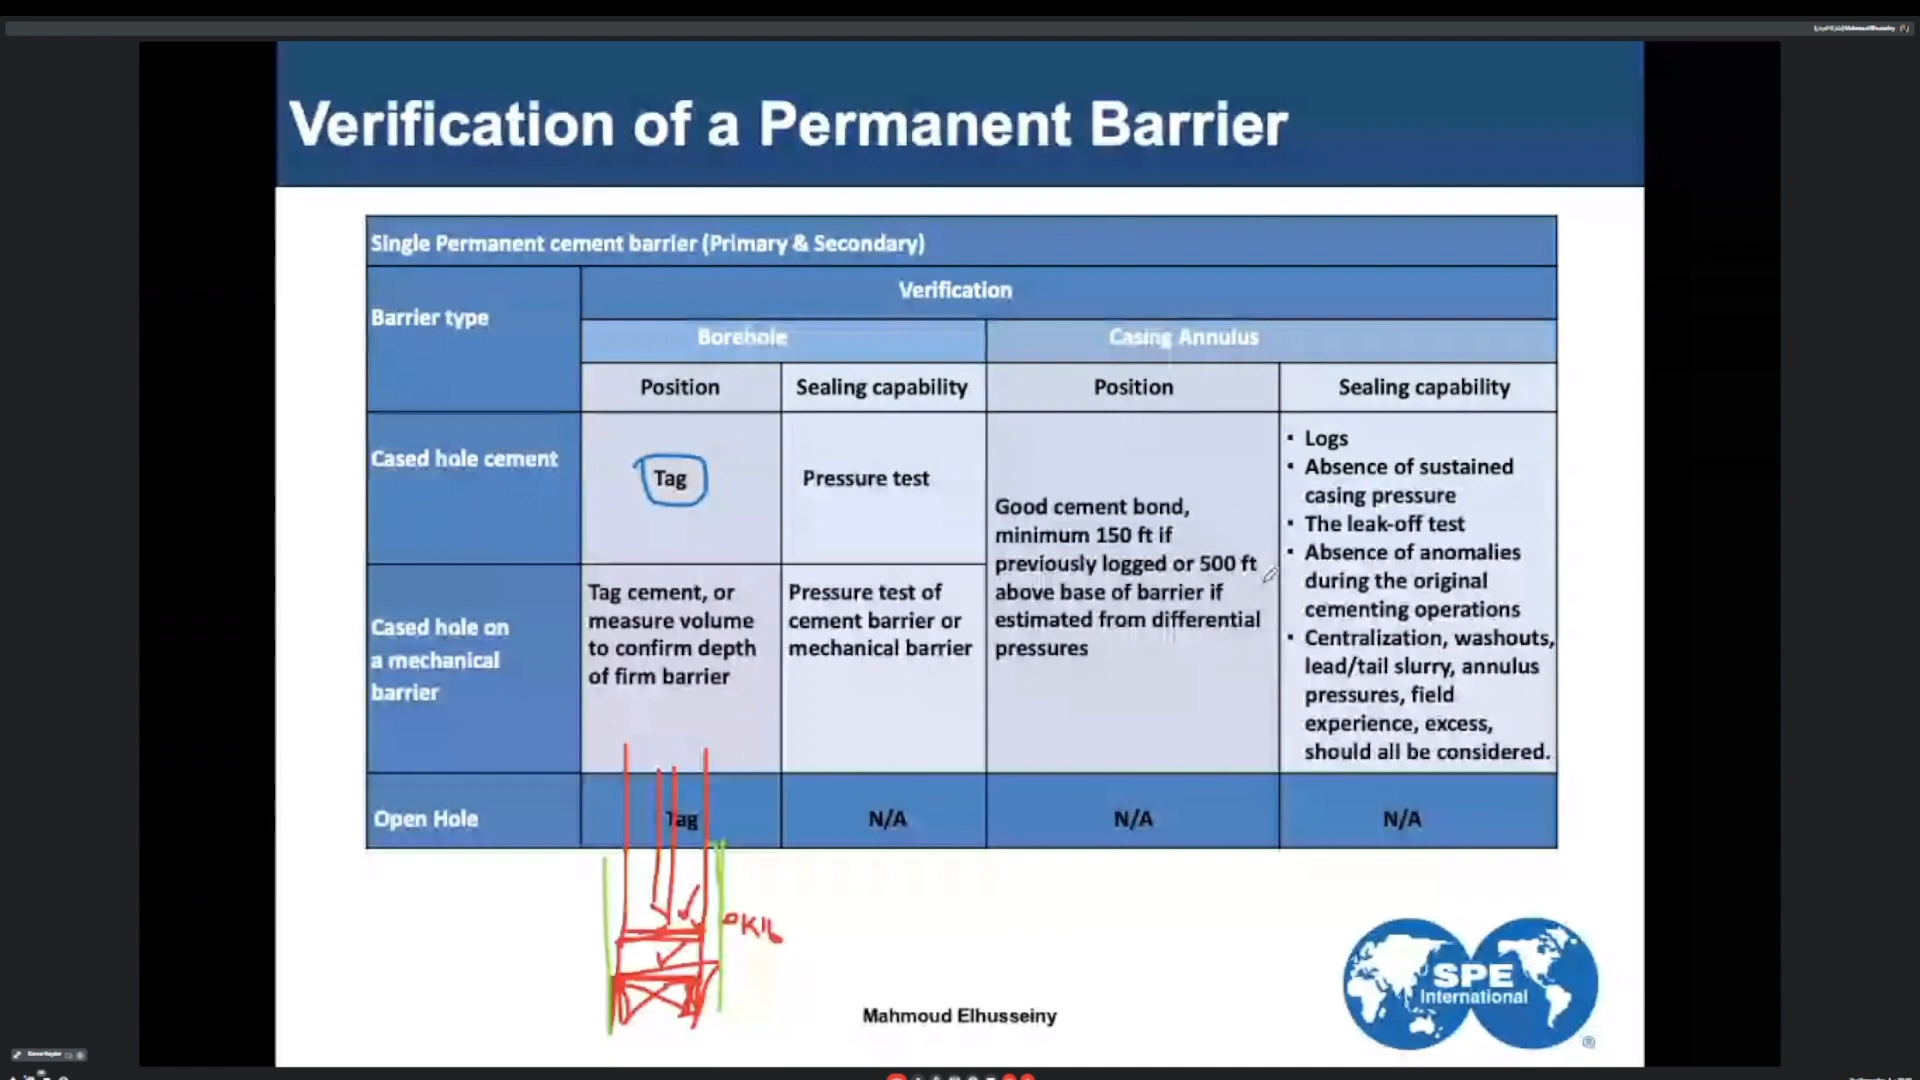 Verification of a Permanent Barrier
Single Permanent cement barrier (Primary & Secondary)
Barrier type
Verification
Borehole
Casing Annulus
Position
Sealing capability
Position
Sealing capability
Cased hole cement
Tag
Pressure test
Good cement bond,
minimum 150 ft if
previously logged or 500 ft
above base of barrier if
estimated from differential
pressures
• Logs
• Absence of sustained
casing pressure
• The leak-off test
• Absence of anomalies
during the original
cementing operations
• Centralization, washouts,
lead/tail slurry, annulus
pressures, field
experience, excess,
should all be considered.
Cased hole on
a mechanical
barrier
Tag cement, or
measure volume
to confirm depth
of firm barrier
Pressure test of
cement barrier or
mechanical barrier
Open Hole
Tag
N/A
N/A
N/A
SPE
International
®
Mahmoud Elhusseiny